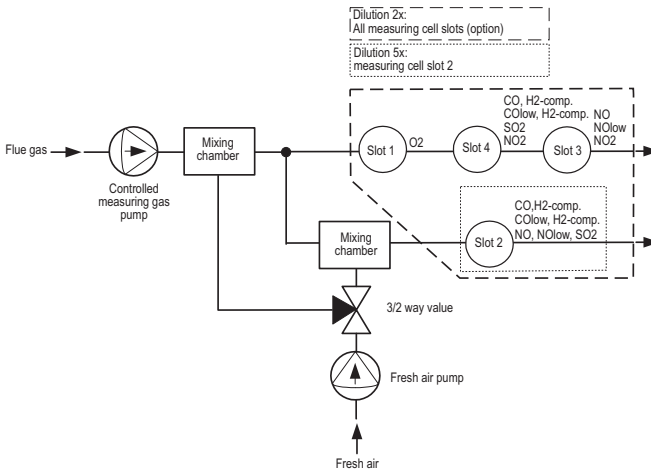 Dilution 2x:
All measuring cell slots (option)
Dilution 5x:
measuring cell slot 2
Flue gas
Controlled
measuring gas
pump
Mixing
chamber
Slot 1
O2
Slot 4
CO, H2-comp.
COlow, H2-comp.
SO2
NO2
Slot 3
NO
NOlow
NO2
Mixing
chamber
Slot 2
CO,H2-comp.
COlow, H2-comp.
NO, NOlow, SO2
3/2 way value
Fresh air pump
Fresh air